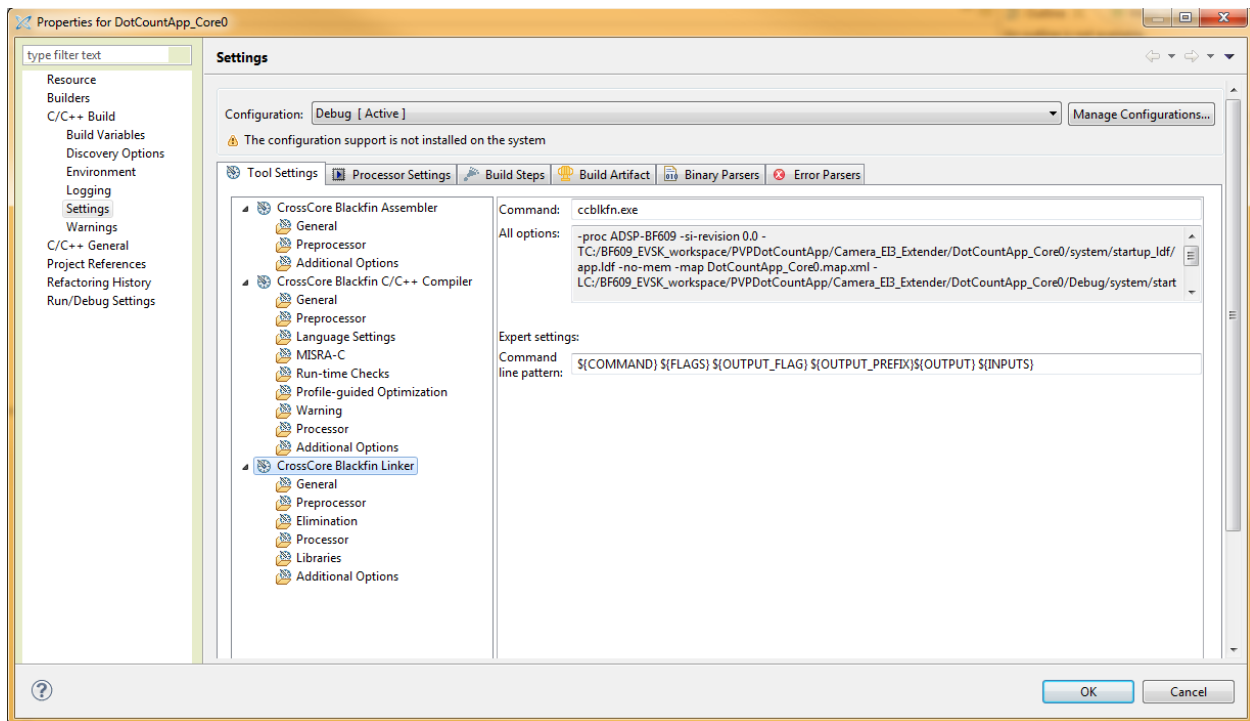 Properties for DotCountApp_Core0
type filter text
Resource
Builders
C/C++ Build
Build Variables
Discovery Options
Environment
Logging
Settings
Warnings
C/C++ General
Project References
Refactoring History
Run/Debug Settings
Settings
Configuration: Debug [ Active ] Manage Configurations...
The configuration support is not installed on the system
Tool Settings Processor Settings Build Steps Build Artifact Binary Parsers Error Parsers
CrossCore Blackfin Assembler
General
Preprocessor
Additional Options
CrossCore Blackfin C/C++ Compiler
General
Preprocessor
Language Settings
MISRA-C
Run-time Checks
Profile-guided Optimization
Warning
Processor
Additional Options
CrossCore Blackfin Linker
General
Preprocessor
Elimination
Processor
Libraries
Additional Options
Command: ccblkfn.exe
All options: -proc ADSP-BF609 -si-revision 0.0 -
TC:/BF609_EVSK_workspace/PVPDotCountApp/Camera_EI3_Extender/DotCountApp_Core0/system/startup_ldf/
app.ldf -no-mem -map DotCountApp_Core0.map.xml -
LC:/BF609_EVSK_workspace/PVPDotCountApp/Camera_EI3_Extender/DotCountApp_Core0/Debug/system/start
Expert settings:
Command
line pattern: ${COMMAND} ${FLAGS} ${OUTPUT_FLAG} ${OUTPUT_PREFIX}${OUTPUT} ${INPUTS}
OK Cancel